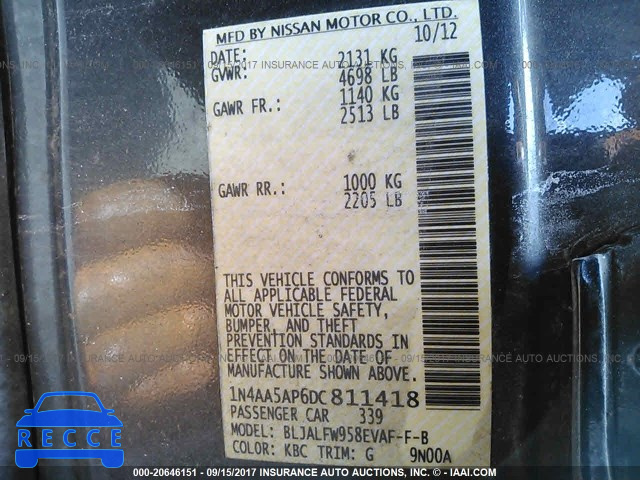 MFD BY NISSAN MOTOR CO., LTD.
DATE: 10/12
GVWR: 2131 KG
4698 LB
GAWR FR.: 1140 KG
2513 LB
GAWR RR.: 1000 KG
2205 LB
THIS VEHICLE CONFORMS TO
ALL APPLICABLE FEDERAL
MOTOR VEHICLE SAFETY,
BUMPER, AND THEFT
PREVENTION STANDARDS IN
EFFECT ON THE DATE OF
MANUFACTURE SHOWN ABOVE.
1N4AA5AP6DC811418
PASSENGER CAR 339
MODEL: BLJALFW958EVAF-F-B
COLOR: KBC TRIM: G 9N00A
000-20646151 - 09/15/2017 - INSURANCE AUTO AUCTIONS - IAAI.COM